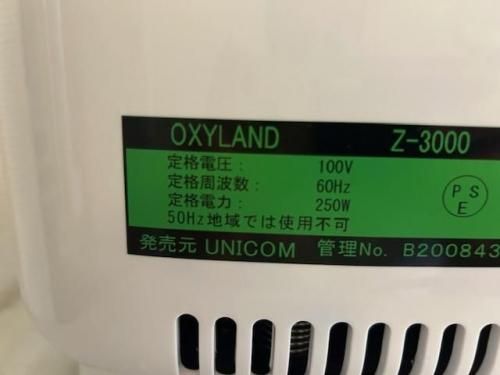 OXYLAND Z-3000
定格電圧: 100V
定格周波数: 60Hz
定格電力: 250W
50Hz地域では使用不可
PSE
発売元 UNICOM 管理No. B200843